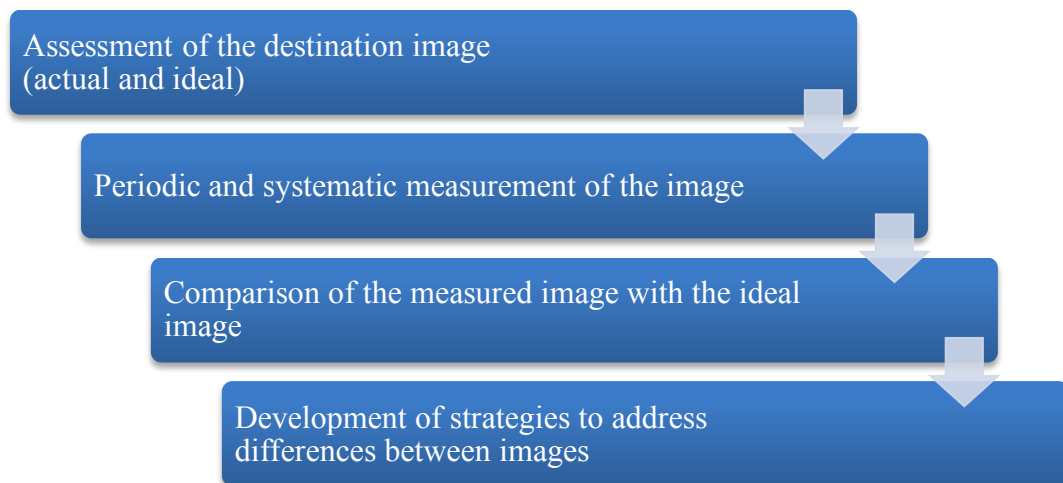 Assessment of the destination image
(actual and ideal)
Periodic and systematic measurement of the image
Comparison of the measured image with the ideal
image
Development of strategies to address
differences between images